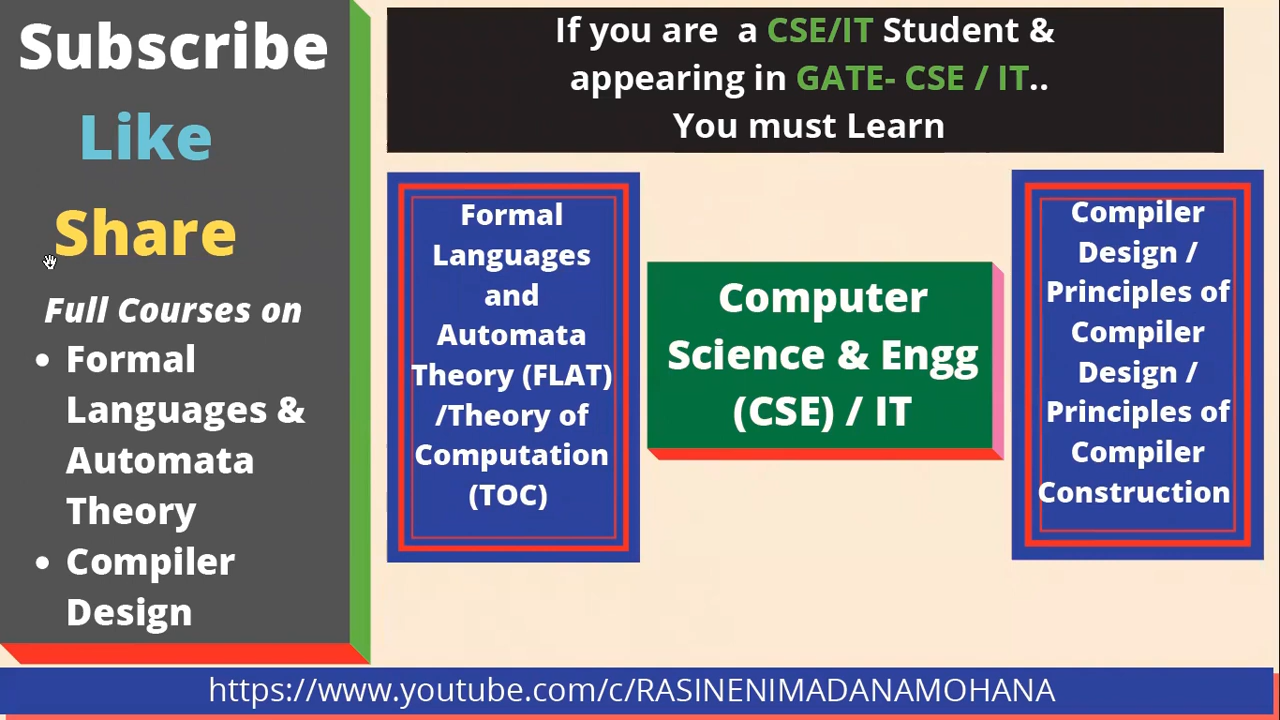 Subscribe
Like
Share
Full Courses on
• Formal
Languages &
Automata
Theory
• Compiler
Design
If you are a CSE/IT Student &
appearing in GATE- CSE / IT..
You must Learn
Formal
Languages
and
Automata
Theory (FLAT)
/Theory of
Computation
(TOC)
Computer
Science & Engg
(CSE) / IT
Compiler
Design /
Principles of
Compiler
Design /
Principles of
Compiler
Construction
https://www.youtube.com/c/RASINENIMADANAMOHANA